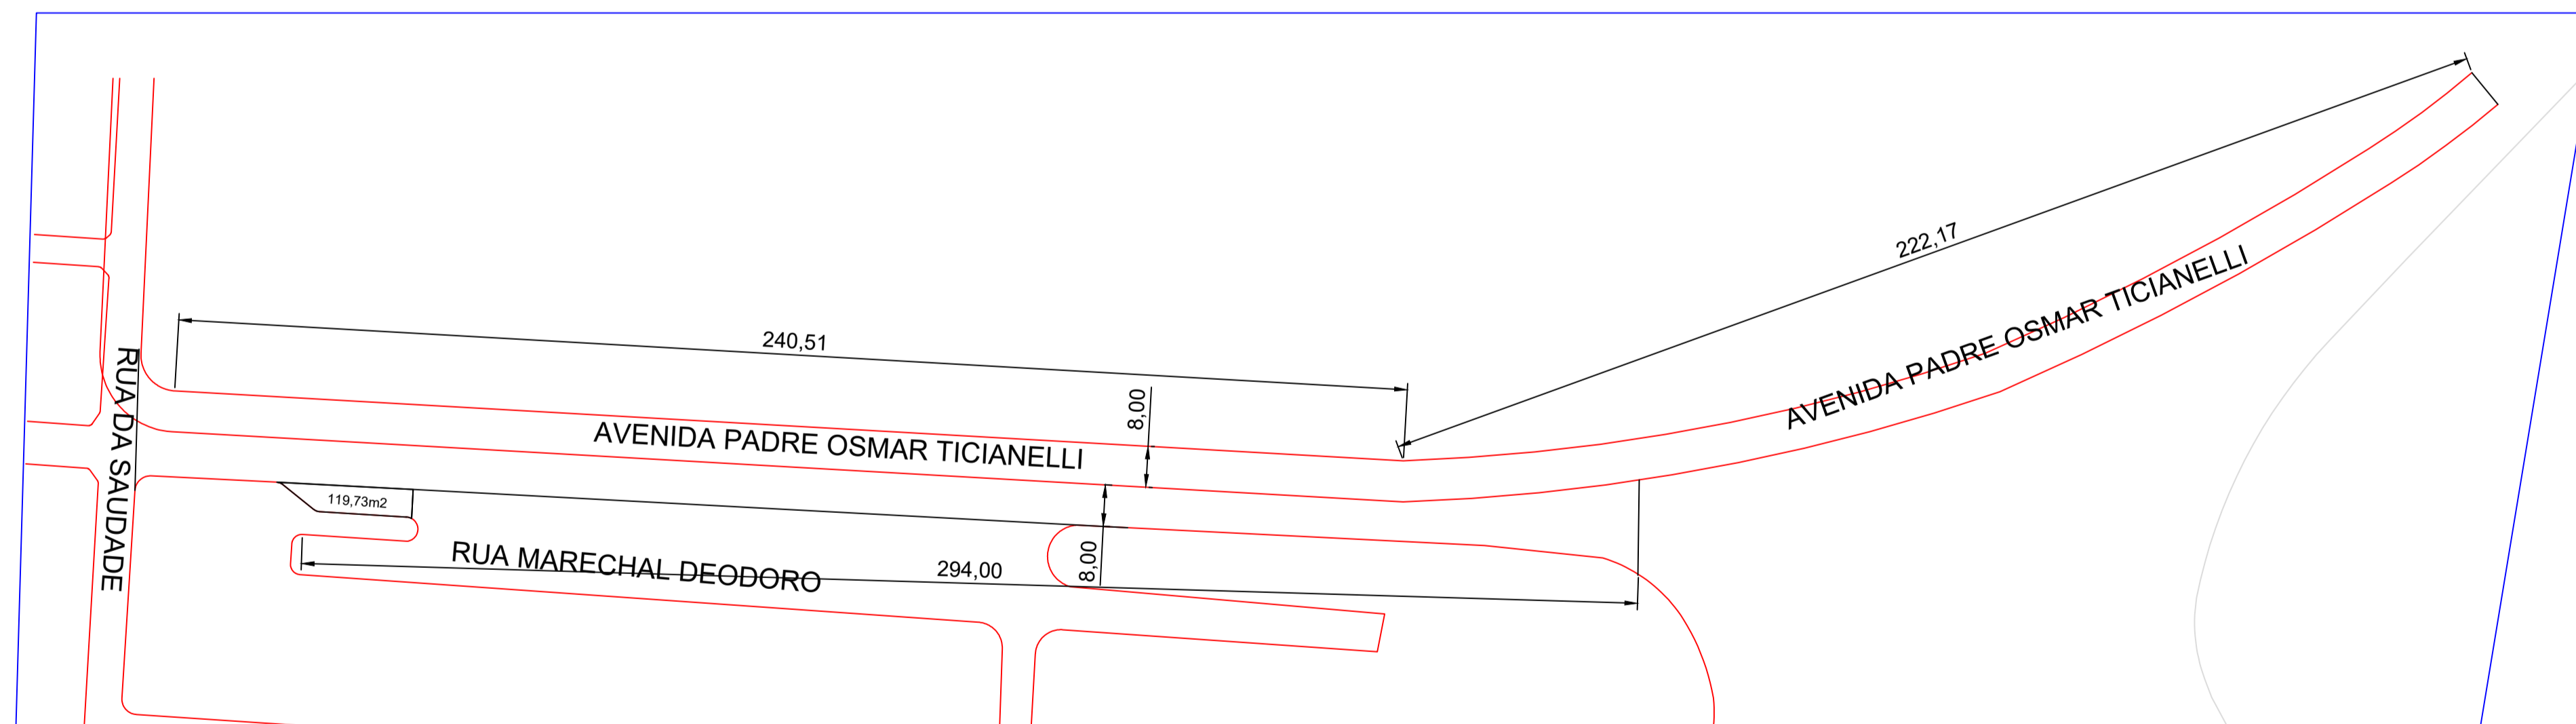 222,17
AVENIDA PADRE OSMAR TICIANELLI
240,51
8,00
AVENIDA PADRE OSMAR TICIANELLI
RUA DA SAUDADE
119,73m2
RUA MARECHAL DEODORO
294,00
8,00